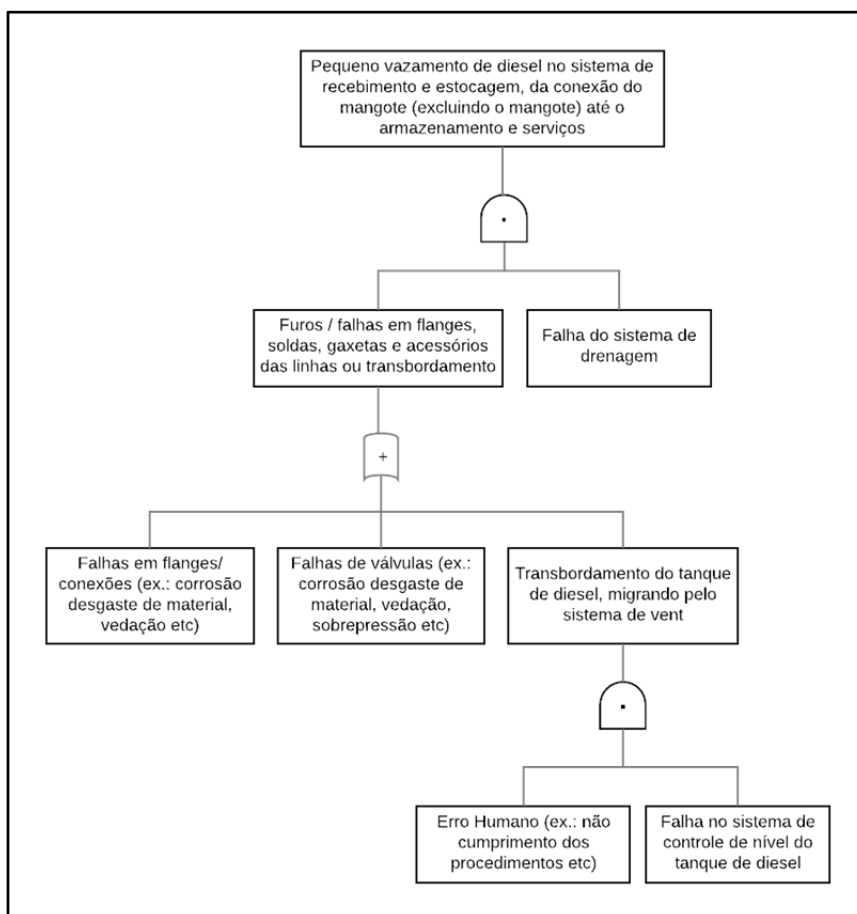 Pequeno vazamento de diesel no sistema de
recebimento e estocagem, da conexão do
mangote (excluindo o mangote) até o
armazenamento e serviços
Furos / falhas em flanges,
soldas, gaxetas e acessórios
das linhas ou transbordamento
Falha do sistema de
drenagem
+
Falhas em flanges/
conexões (ex.: corrosão
desgaste de material,
vedação etc)
Falhas de válvulas (ex.:
corrosão desgaste de
material, vedação,
sobrepressão etc)
Transbordamento do tanque
de diesel, migrando pelo
sistema de vent
Erro Humano (ex.: não
cumprimento dos
procedimentos etc)
Falha no sistema de
controle de nível do
tanque de diesel